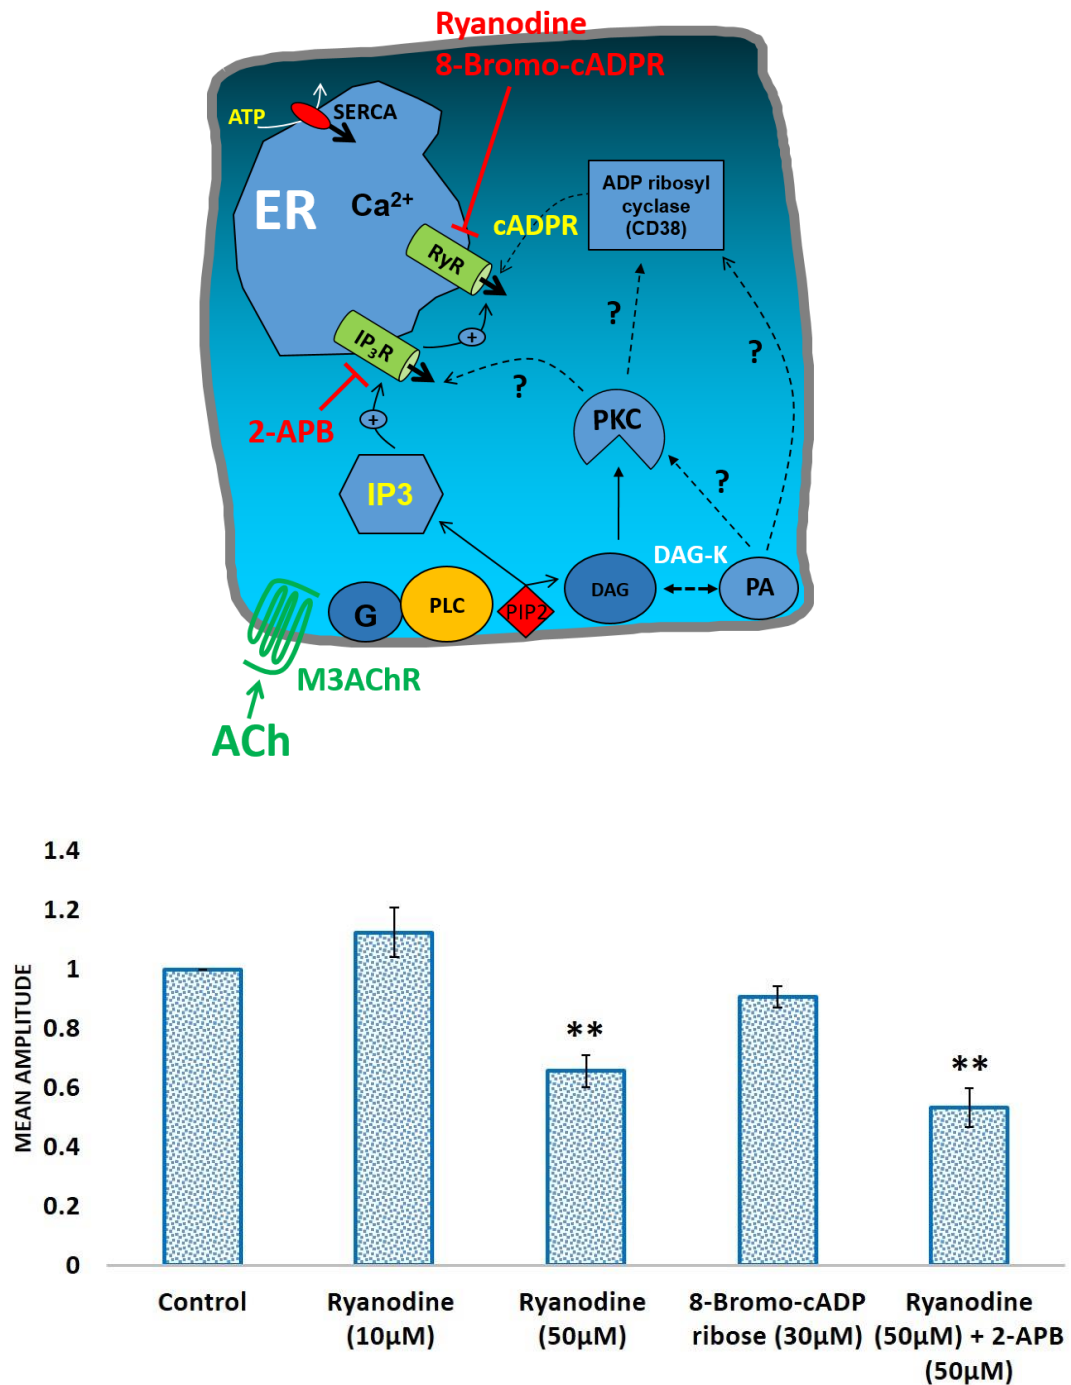 Ryanodine
8-Bromo-cADPR
ATP
SERCA
ER
Ca²⁺
ADP ribosyl
cyclase
(CD38)
cADPR
RyR
?
IP₃R
+
?
?
2-APB
+
PKC
IP3
?
DAG-K
DAG
PA
G
PLC
PIP2
M3AChR
ACh
1.4
1.2
1
0.8
0.6
0.4
0.2
0
MEAN AMPLITUDE
**
**
Control
Ryanodine
(10µM)
Ryanodine
(50µM)
8-Bromo-cADP
ribose (30µM)
Ryanodine
(50µM) + 2-APB
(50µM)